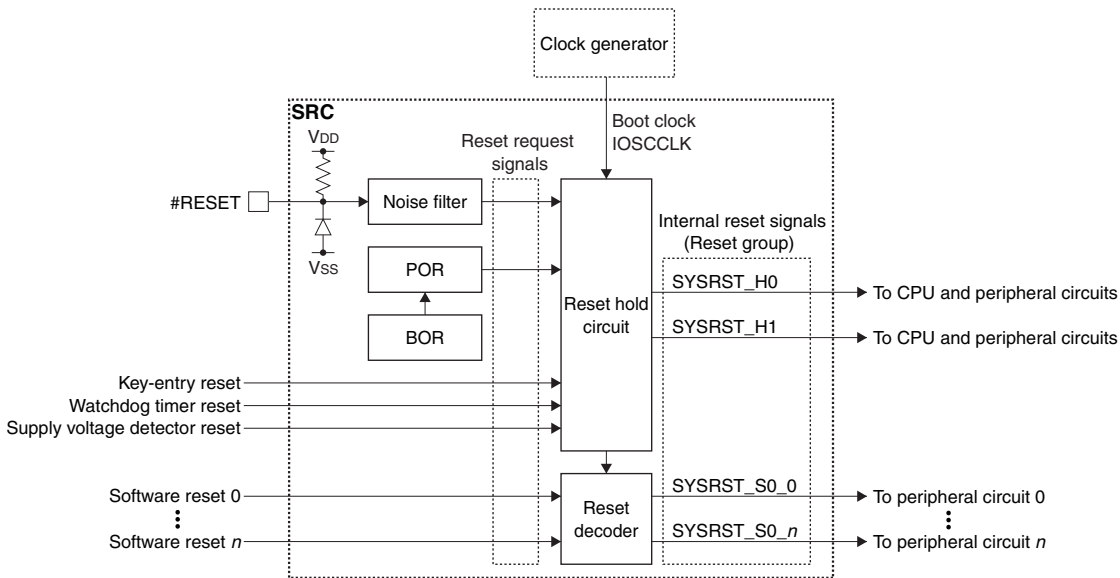 Clock generator
SRC
Boot clock
IOSCCLK
VDD
Reset request
signals
#RESET
Noise filter
Internal reset signals
(Reset group)
VSS
POR
SYSRST_H0
To CPU and peripheral circuits
Reset hold
circuit
BOR
SYSRST_H1
To CPU and peripheral circuits
Key-entry reset
Watchdog timer reset
Supply voltage detector reset
Software reset 0
Reset
decoder
SYSRST_S0_0
To peripheral circuit 0
Software reset n
SYSRST_S0_n
To peripheral circuit n